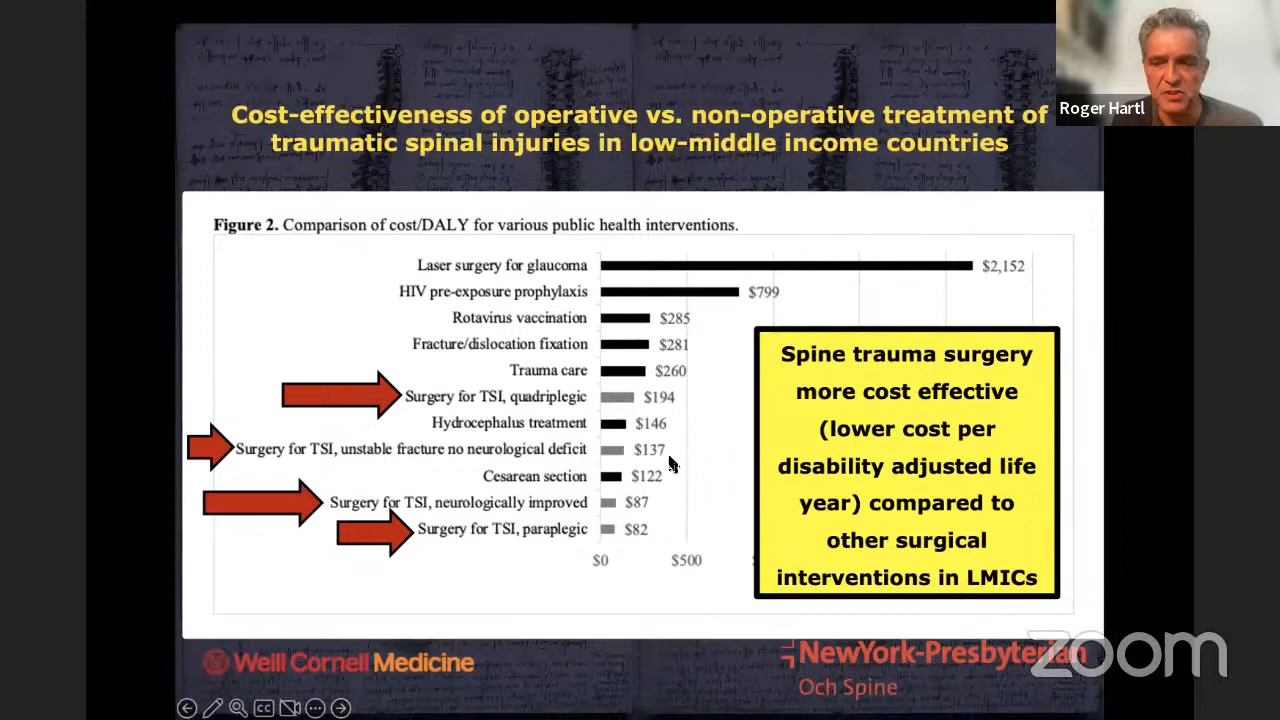 Roger Hartl
Cost-effectiveness of operative vs. non-operative treatment of
traumatic spinal injuries in low-middle income countries
Figure 2. Comparison of cost/DALY for various public health interventions.
Laser surgery for glaucoma $2,152
HIV pre-exposure prophylaxis $799
Rotavirus vaccination $285
Fracture/dislocation fixation $281
Trauma care $260
Surgery for TSI, quadriplegic $194
Hydrocephalus treatment $146
Surgery for TSI, unstable fracture no neurological deficit $137
Cesarean section $122
Surgery for TSI, neurologically improved $87
Surgery for TSI, paraplegic $82
$0 $500
Spine trauma surgery
more cost effective
(lower cost per
disability adjusted life
year) compared to
other surgical
interventions in LMICs
Weill Cornell Medicine
NewYork-Presbyterian
Och Spine
zoom
CC